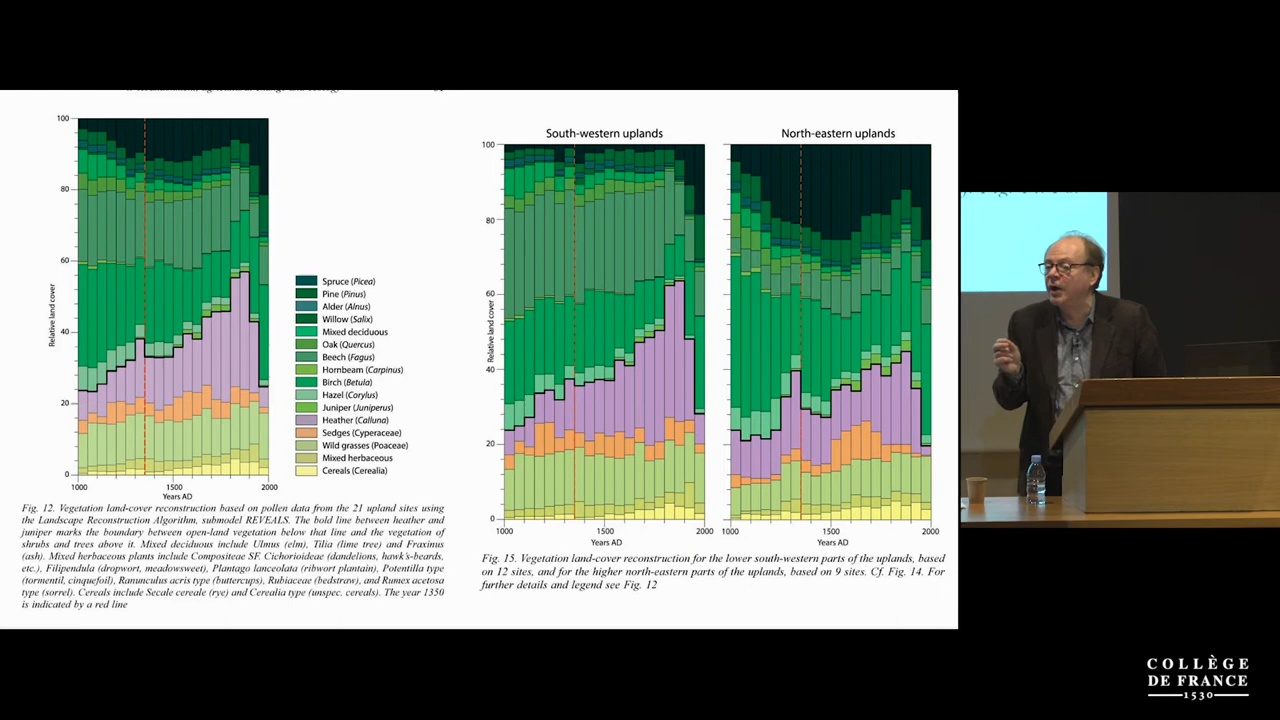 100
80
60
40
20
0
Relative land cover
1000
1500
2000
Years AD
Spruce (Picea)
Pine (Pinus)
Alder (Alnus)
Willow (Salix)
Mixed deciduous
Oak (Quercus)
Beech (Fagus)
Hornbeam (Carpinus)
Birch (Betula)
Hazel (Corylus)
Juniper (Juniperus)
Heather (Calluna)
Sedges (Cyperaceae)
Wild grasses (Poaceae)
Mixed herbaceous
Cereals (Cerealia)
Fig. 12. Vegetation land-cover reconstruction based on pollen data from the 21 upland sites using
the Landscape Reconstruction Algorithm, submodel REVEALS. The bold line between heather and
juniper marks the boundary between open-land vegetation below that line and the vegetation of
shrubs and trees above it. Mixed deciduous include Ulmus (elm), Tilia (lime tree) and Fraxinus
(ash). Mixed herbaceous plants include Compositeae SF. Cichorioideae (dandelions, hawk's-beards,
etc.), Filipendula (dropwort, meadowsweet), Plantago lanceolata (ribwort plantain), Potentilla type
(tormentil, cinquefoil), Ranunculus acris type (buttercups), Rubiaceae (bedstraw), and Rumex acetosa
type (sorrel). Cereals include Secale cereale (rye) and Cerealia type (unspec. cereals). The year 1350
is indicated by a red line
South-western uplands
100
80
60
40
20
0
Relative land cover
1000
1500
2000
Years AD
North-eastern uplands
1000
1500
2000
Years AD
Fig. 15. Vegetation land-cover reconstruction for the lower south-western parts of the uplands, based
on 12 sites, and for the higher north-eastern parts of the uplands, based on 9 sites. Cf. Fig. 14. For
further details and legend see Fig. 12
COLLÈGE
DE FRANCE
1530